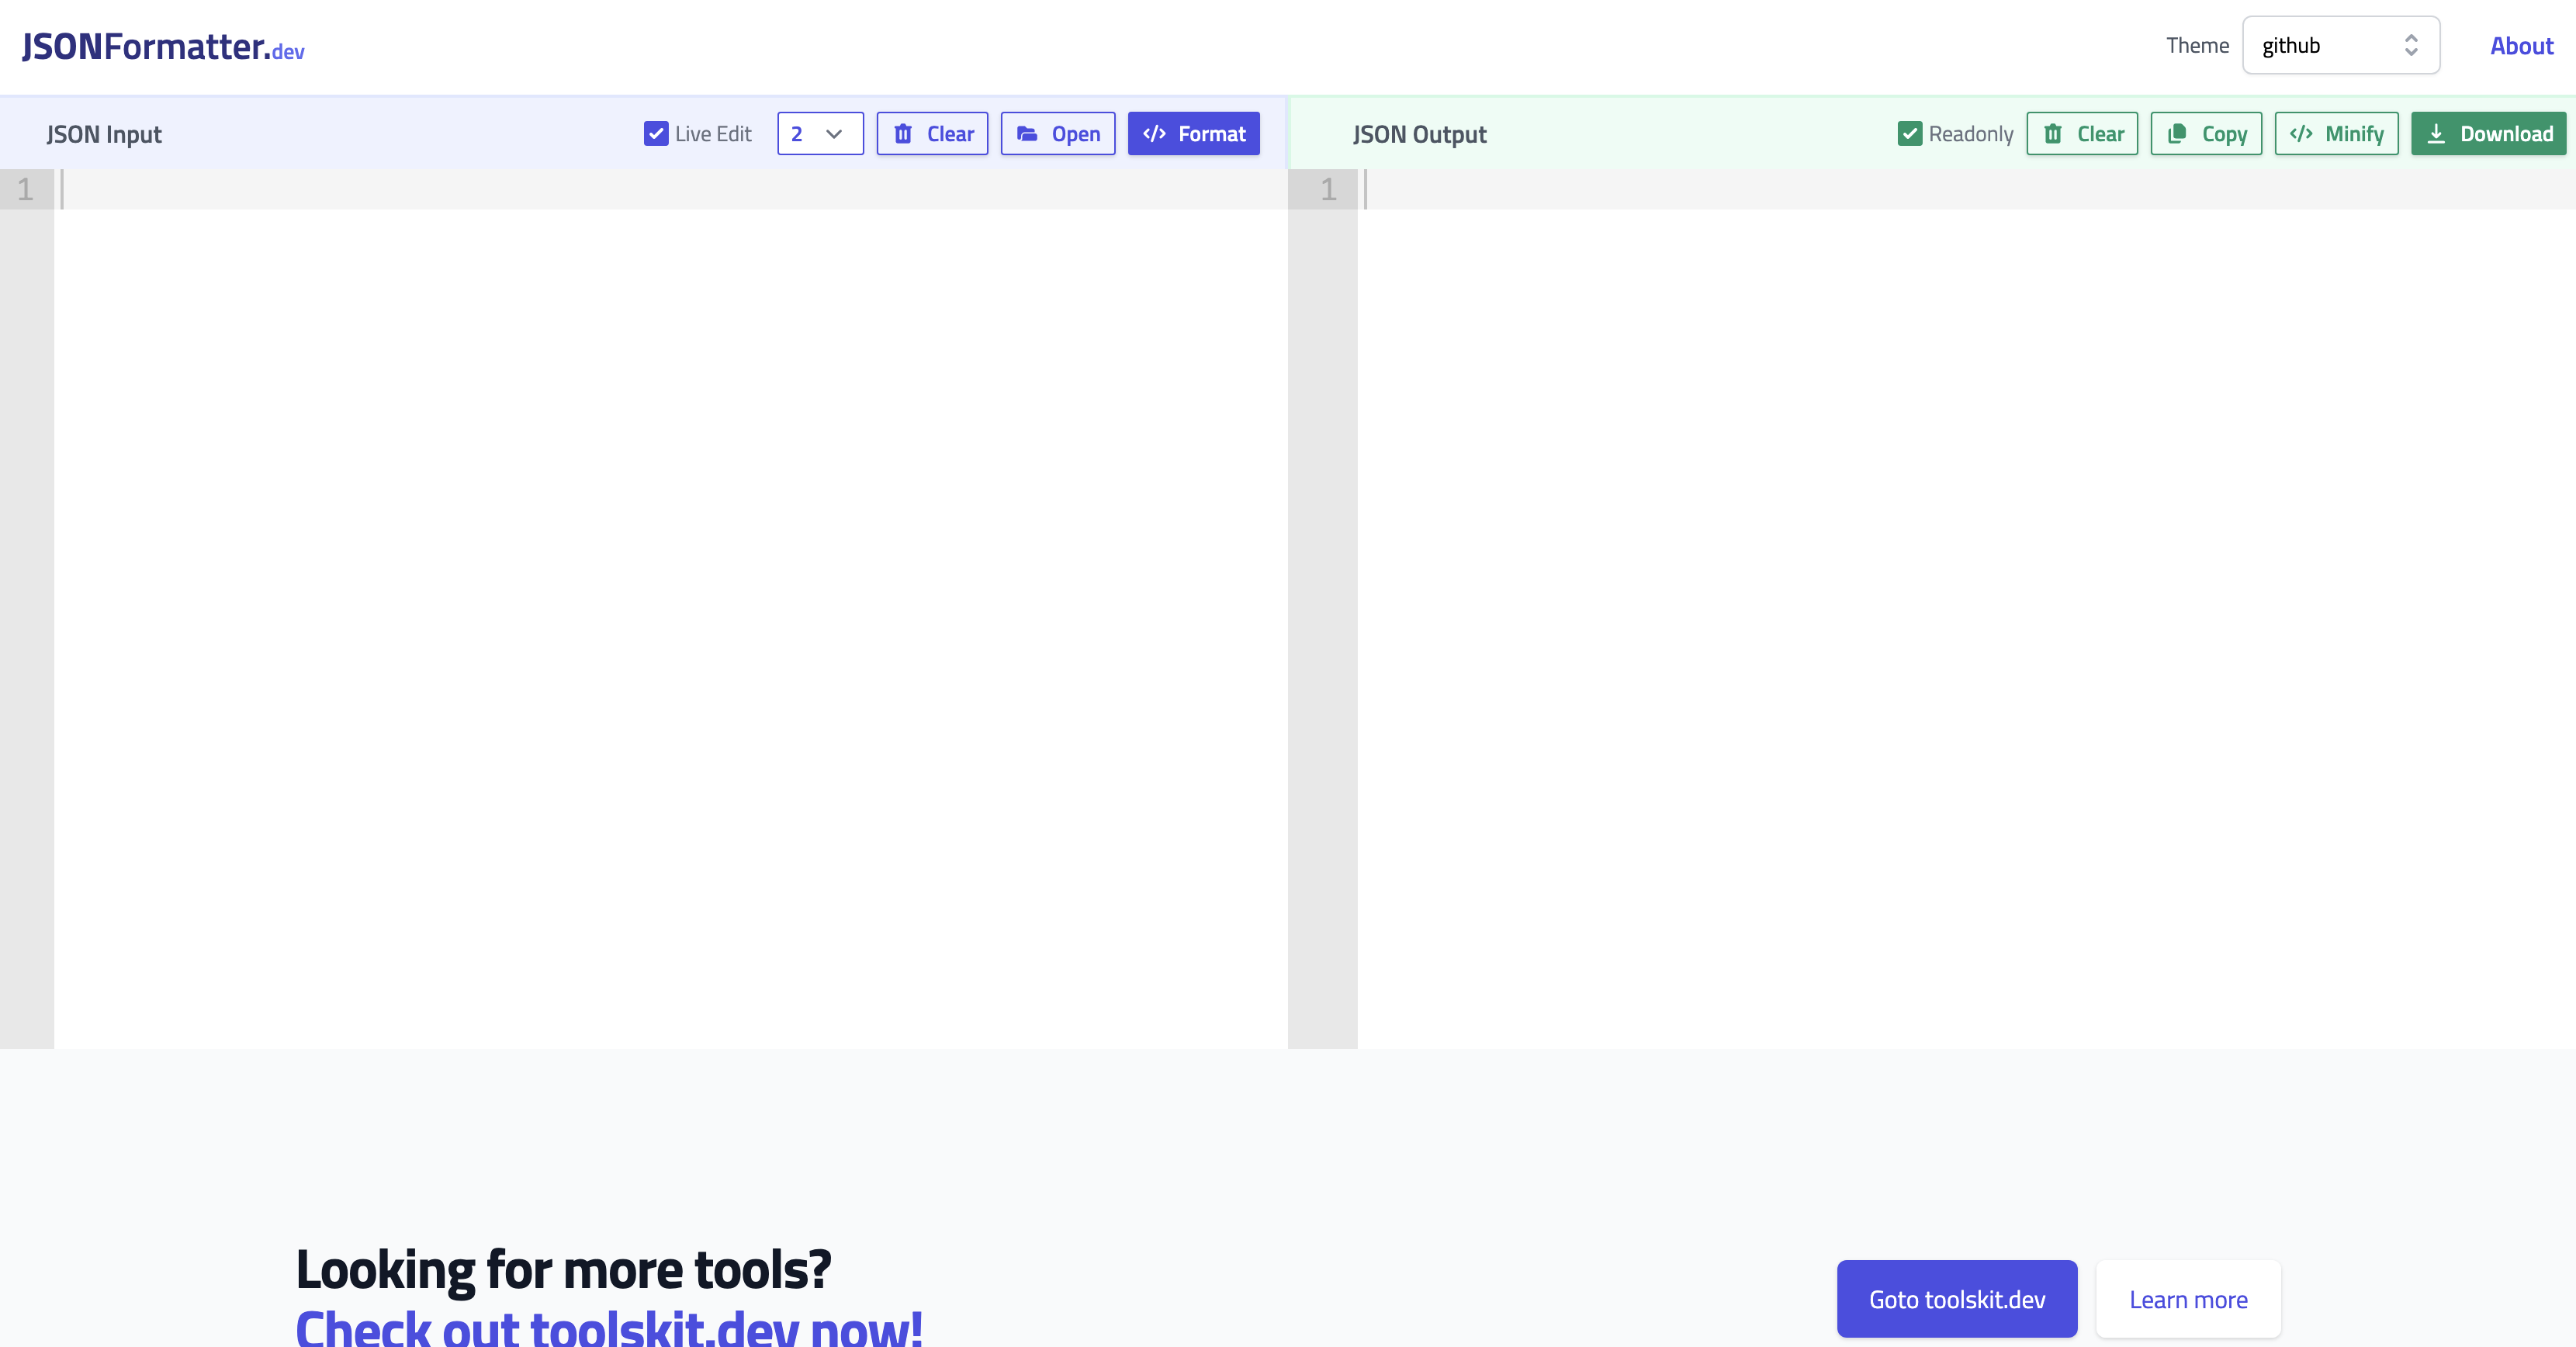 JSONFormatter.dev
Theme github About
JSON Input Live Edit 2 Clear Open </> Format
JSON Output Readonly Clear Copy </> Minify Download
1
1
Looking for more tools?
Check out toolskit.dev now!
Goto toolskit.dev Learn more